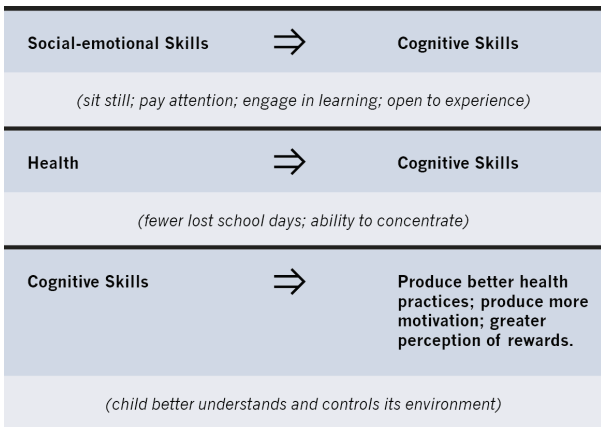 Social-emotional Skills ⇒ Cognitive Skills
(sit still; pay attention; engage in learning; open to experience)
Health ⇒ Cognitive Skills
(fewer lost school days; ability to concentrate)
Cognitive Skills ⇒ Produce better health
practices; produce more
motivation; greater
perception of rewards.
(child better understands and controls its environment)